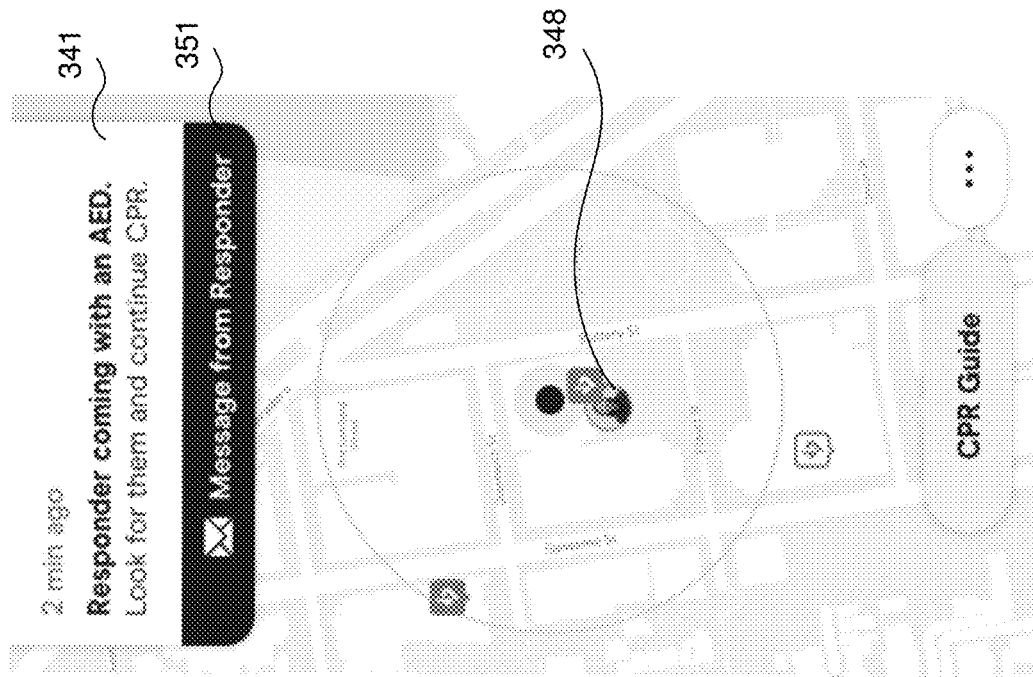 2 min ago
Responder coming with an AED.
Look for them and continue CPR.
Message from Responder
CPR Guide
...
341
351
348